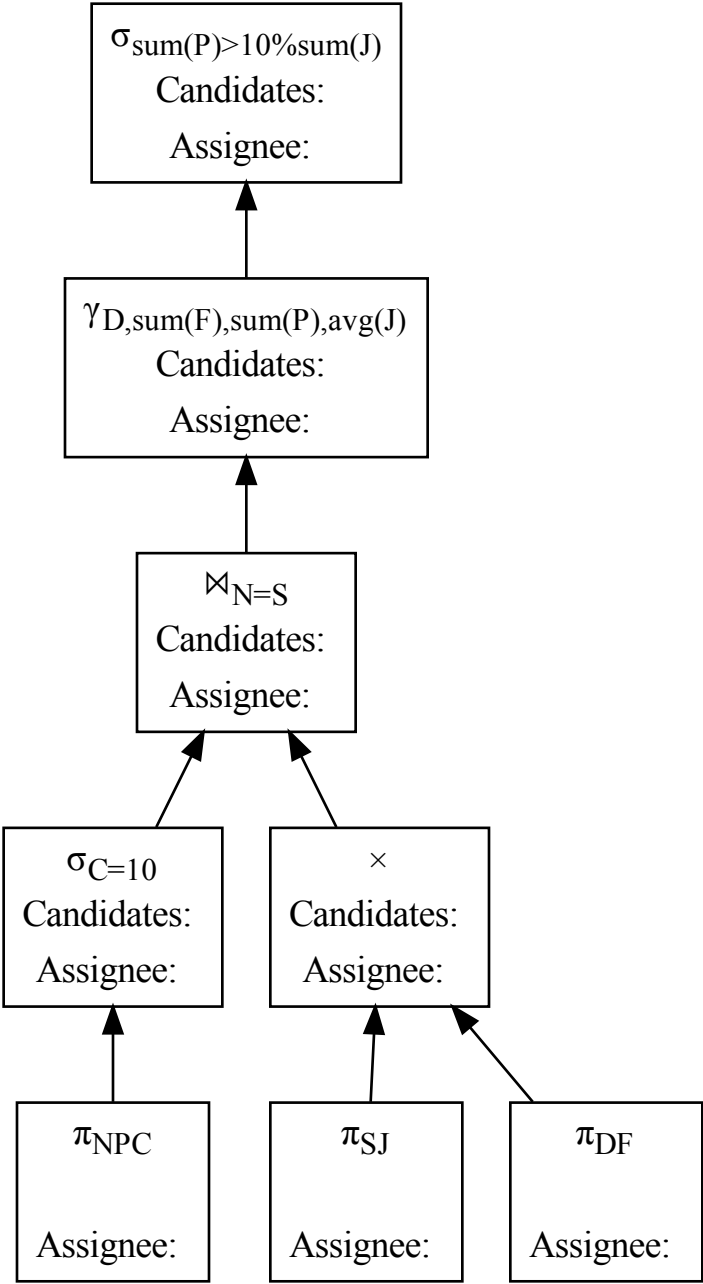 σsum(P)>10%sum(J)
Candidates:
Assignee:
γD,sum(F),sum(P),avg(J)
Candidates:
Assignee:
⋈N=S
Candidates:
Assignee:
σC=10
Candidates:
Assignee:
×
Candidates:
Assignee:
πNPC
Assignee:
πSJ
Assignee:
πDF
Assignee: